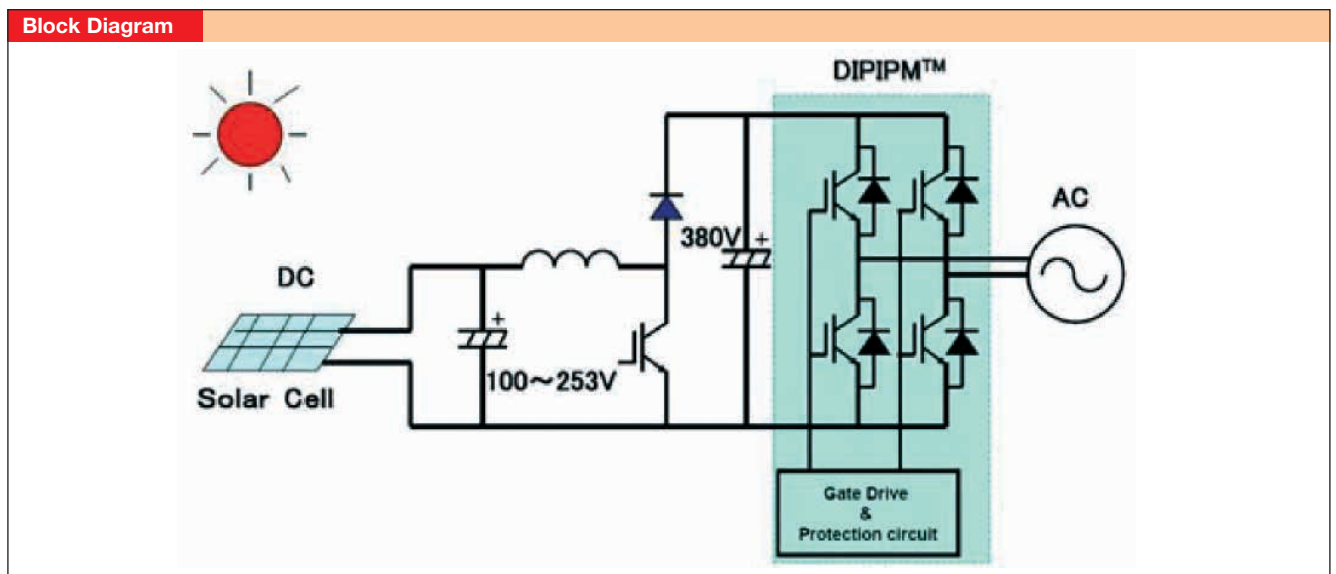 Block Diagram
DIPIPM™
AC
380V +
DC
+
100～253V
Solar Cell
Gate Drive
&
Protection circuit